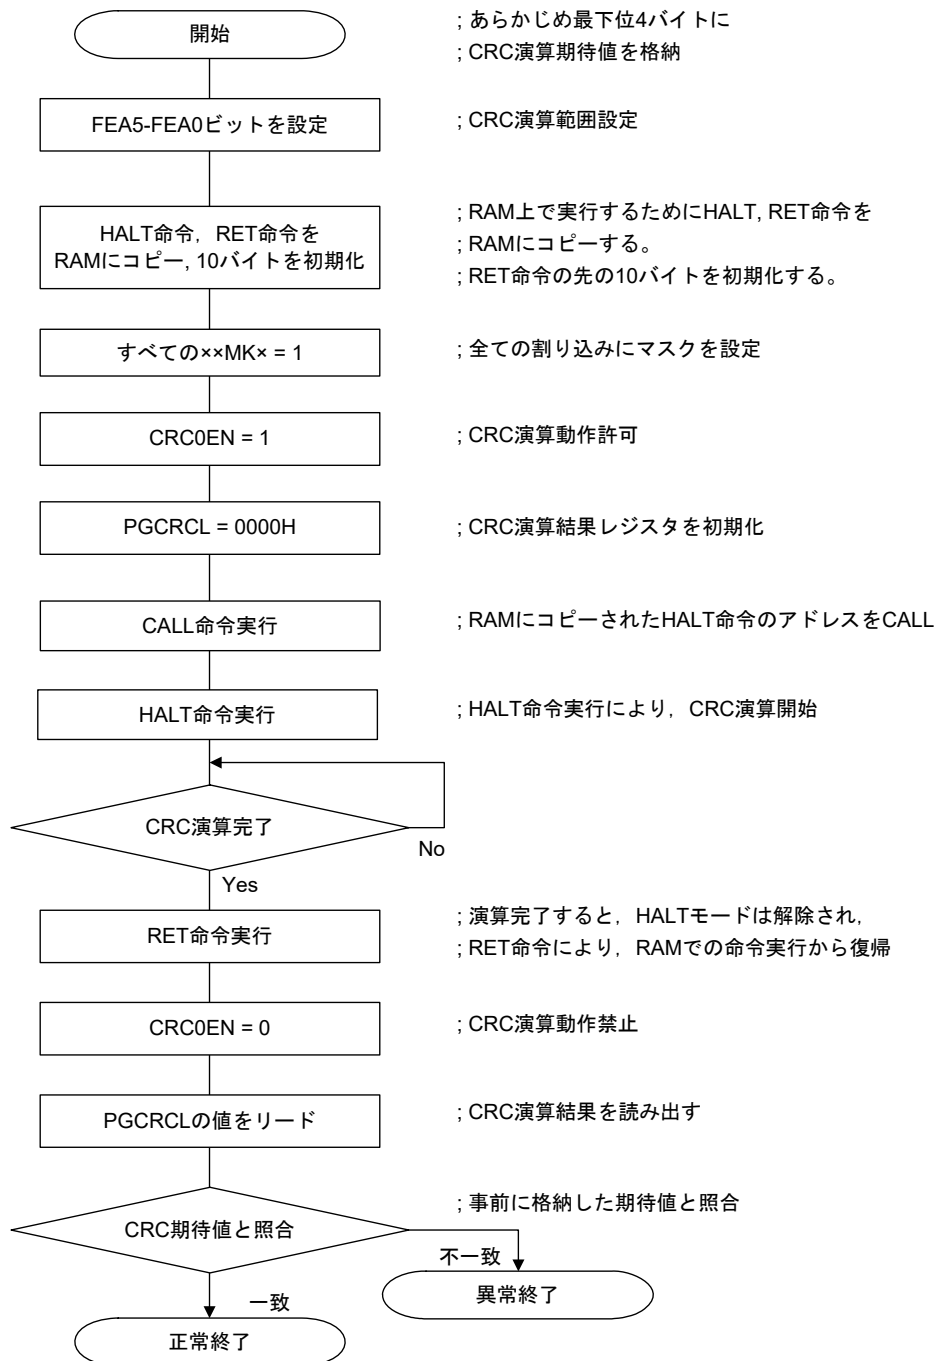 開始
; あらかじめ最下位4バイトに
; CRC演算期待値を格納
FEA5-FEA0ビットを設定
; CRC演算範囲設定
HALT命令，RET命令を
RAMにコピー, 10バイトを初期化
; RAM上で実行するためにHALT, RET命令を
; RAMにコピーする。
; RET命令の先の10バイトを初期化する。
すべての××MK× = 1
; 全ての割り込みにマスクを設定
CRC0EN = 1
; CRC演算動作許可
PGCRCL = 0000H
; CRC演算結果レジスタを初期化
CALL命令実行
; RAMにコピーされたHALT命令のアドレスをCALL
HALT命令実行
; HALT命令実行により，CRC演算開始
CRC演算完了
No
Yes
RET命令実行
; 演算完了すると，HALTモードは解除され,
; RET命令により，RAMでの命令実行から復帰
CRC0EN = 0
; CRC演算動作禁止
PGCRCLの値をリード
; CRC演算結果を読み出す
CRC期待値と照合
; 事前に格納した期待値と照合
不一致
異常終了
一致
正常終了